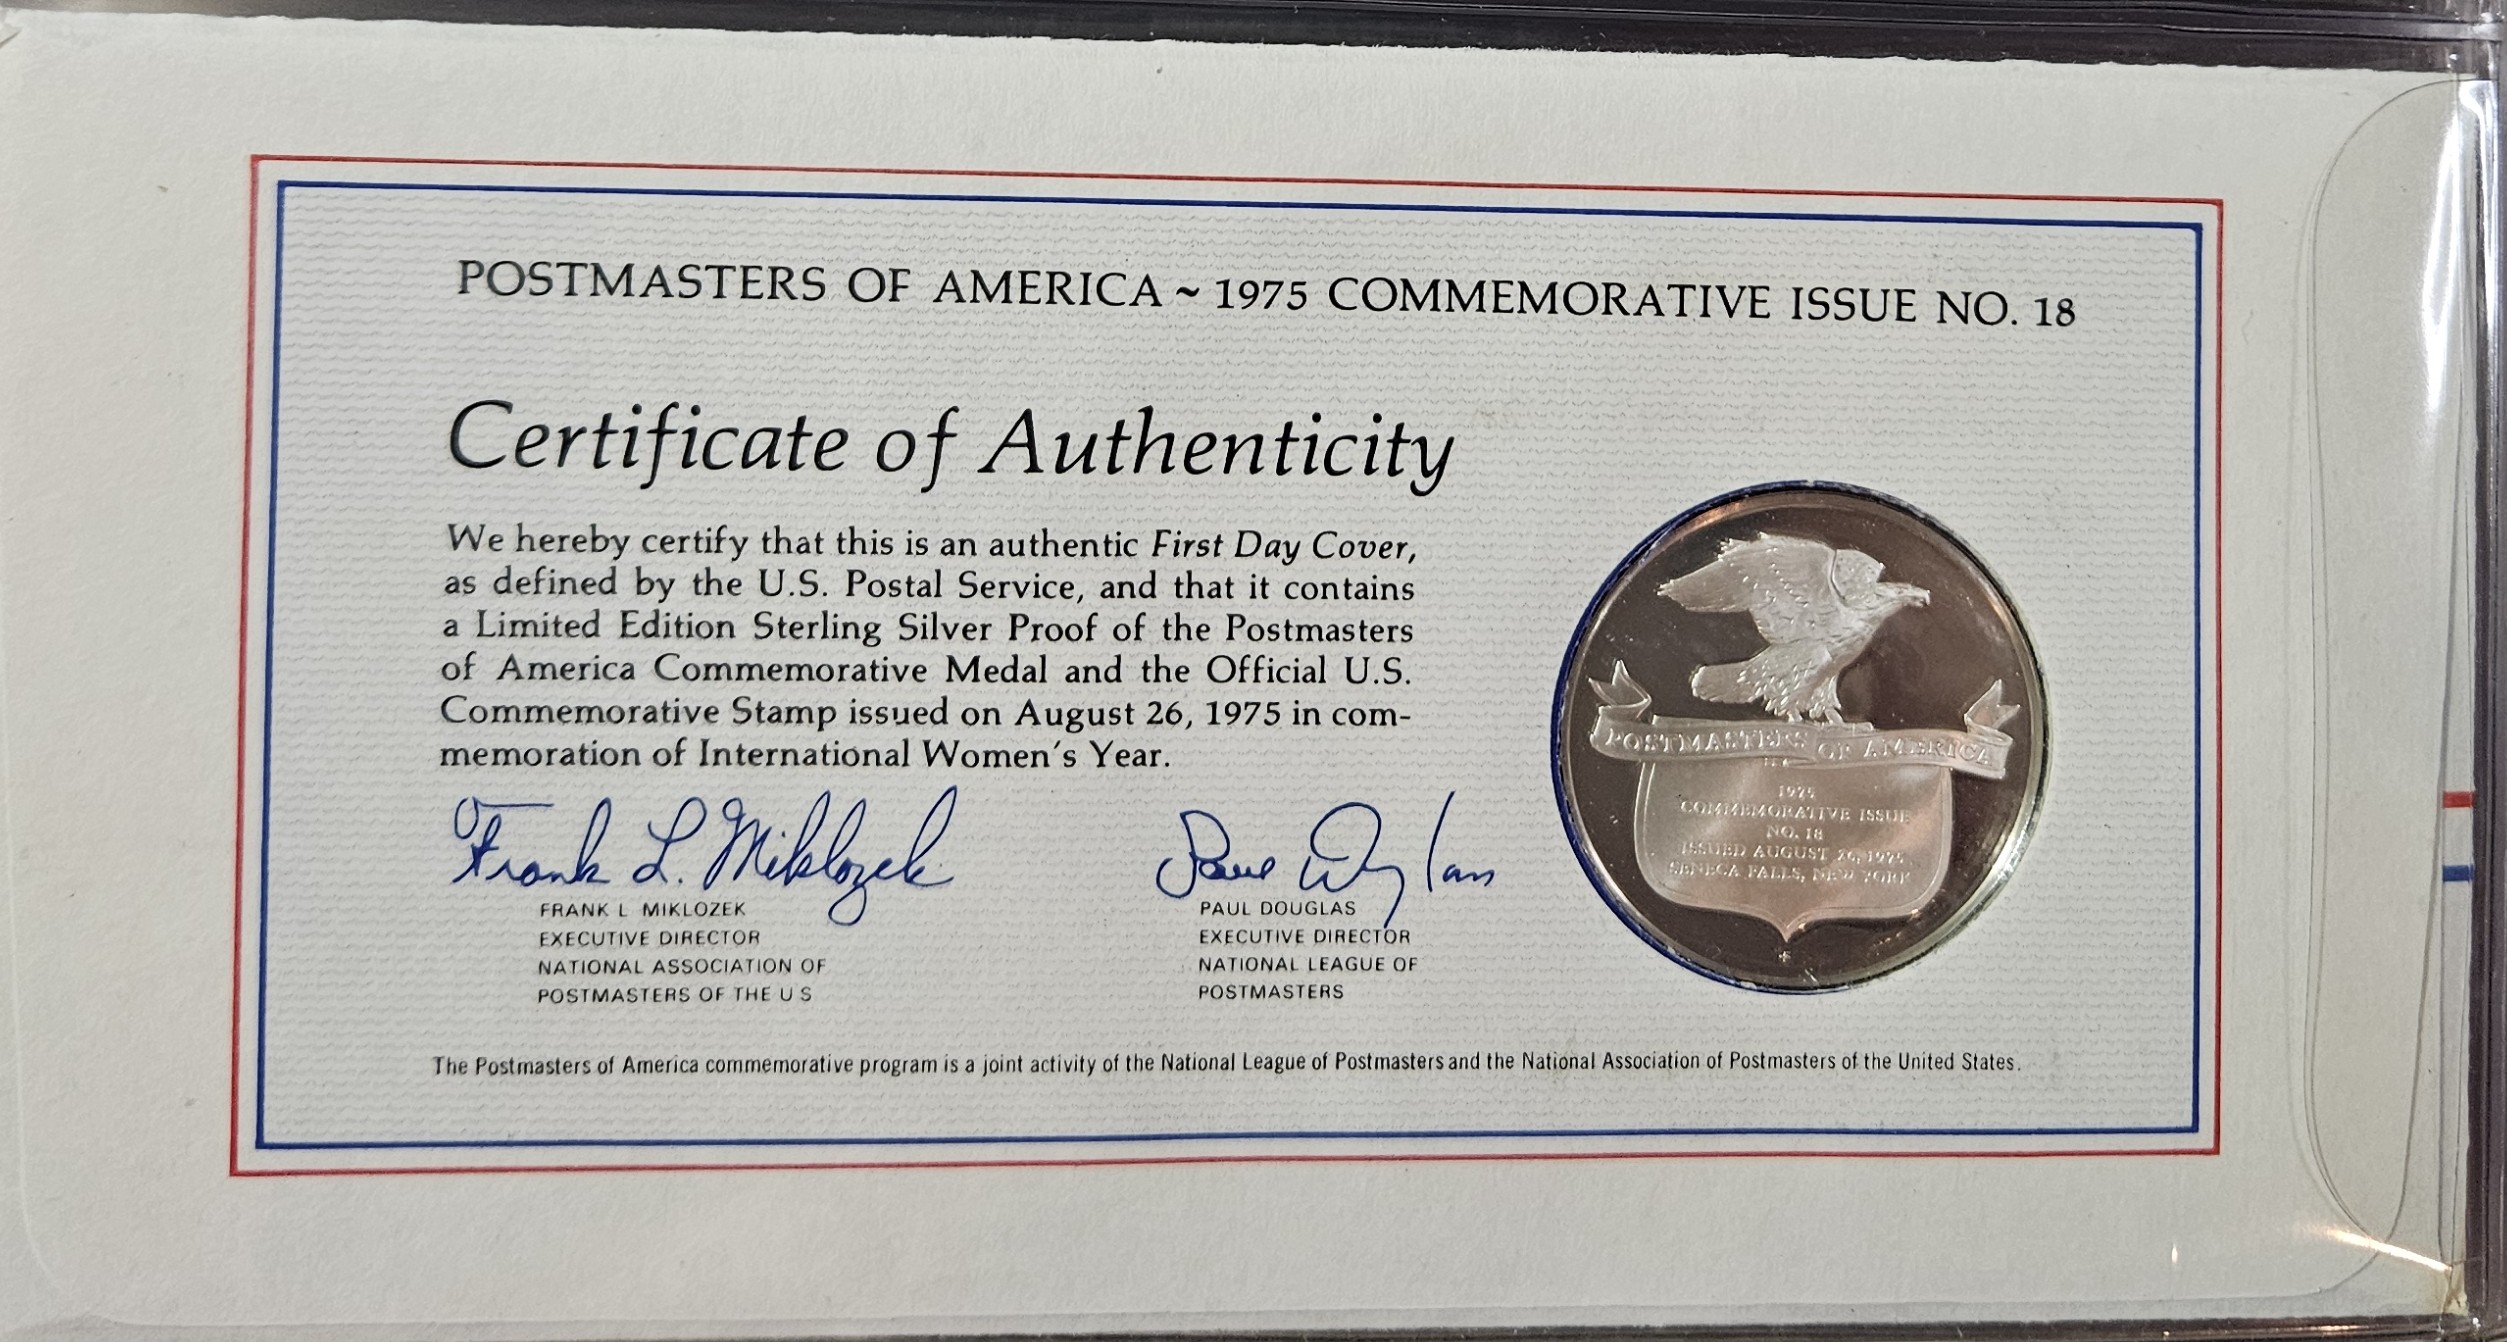 POSTMASTERS OF AMERICA ~ 1975 COMMEMORATIVE ISSUE NO. 18
Certificate of Authenticity
We hereby certify that this is an authentic First Day Cover,
as defined by the U.S. Postal Service, and that it contains
a Limited Edition Sterling Silver Proof of the Postmasters
of America Commemorative Medal and the Official U.S.
Commemorative Stamp issued on August 26, 1975 in com-
memoration of International Women's Year.
Frank L. Miklozek
FRANK L MIKLOZEK
EXECUTIVE DIRECTOR
NATIONAL ASSOCIATION OF
POSTMASTERS OF THE U S
Paul Douglas
PAUL DOUGLAS
EXECUTIVE DIRECTOR
NATIONAL LEAGUE OF
POSTMASTERS
POSTMASTERS OF AMERICA
1975
COMMEMORATIVE ISSUE
NO. 18
ISSUED AUGUST 26, 1975
SENECA FALLS, NEW YORK
The Postmasters of America commemorative program is a joint activity of the National League of Postmasters and the National Association of Postmasters of the United States.